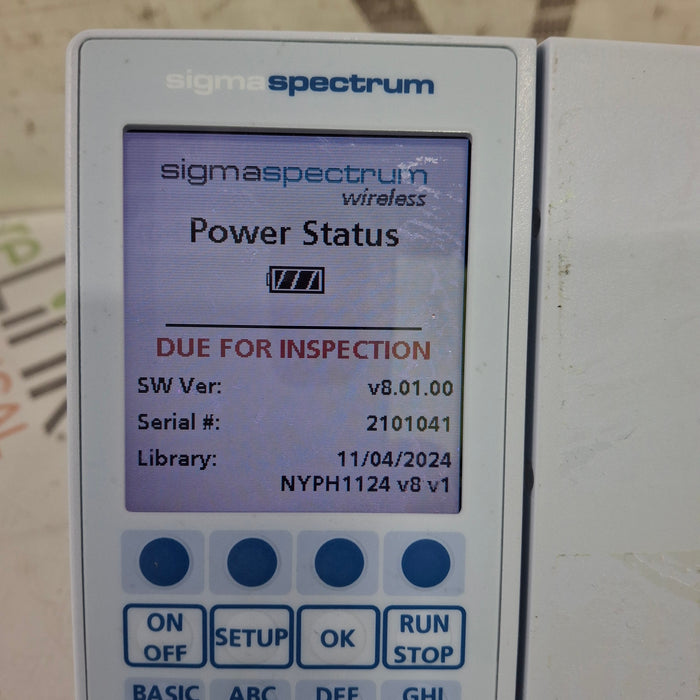 sigmaspectrum
sigmaspectrum
wireless
Power Status
DUE FOR INSPECTION
SW Ver: v8.01.00
Serial #: 2101041
Library: 11/04/2024
NYPH1124 v8 v1
ON
OFF
SETUP
OK
RUN
STOP
BASIC ABC DEF GHI